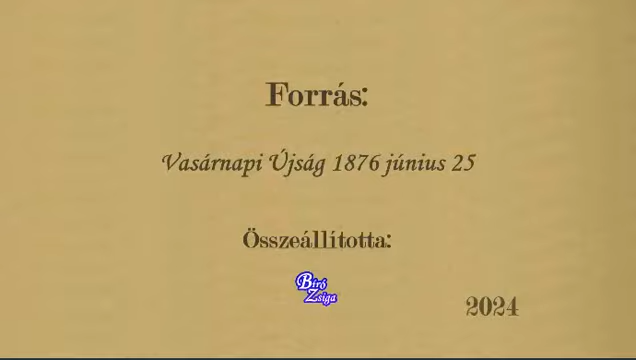 Forrás:
Vasárnapi Újság 1876 június 25
Összeállította:
Bíró
Zsiga
2024